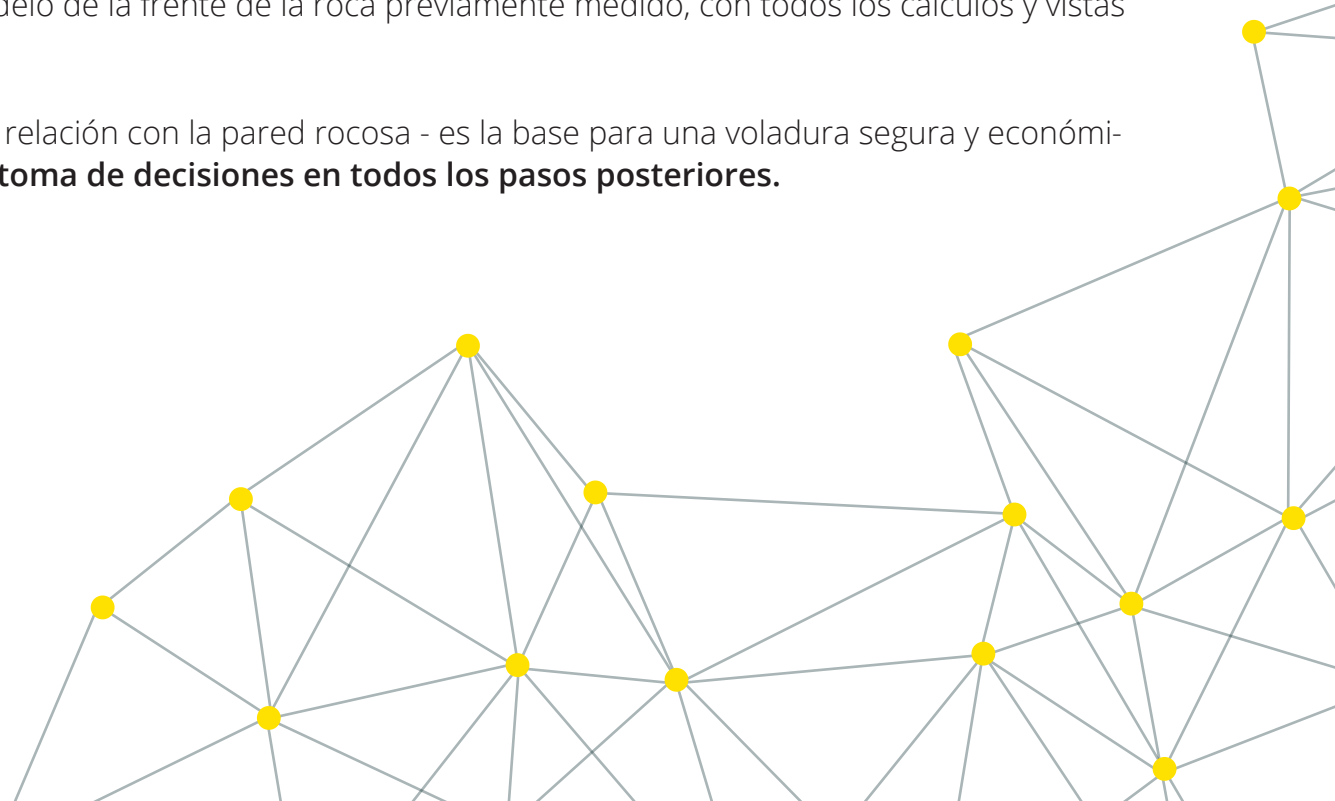 delo de la frente de la roca previamente medido, con todos los cálculos y vistas
relación con la pared rocosa - es la base para una voladura segura y económi-
toma de decisiones en todos los pasos posteriores.